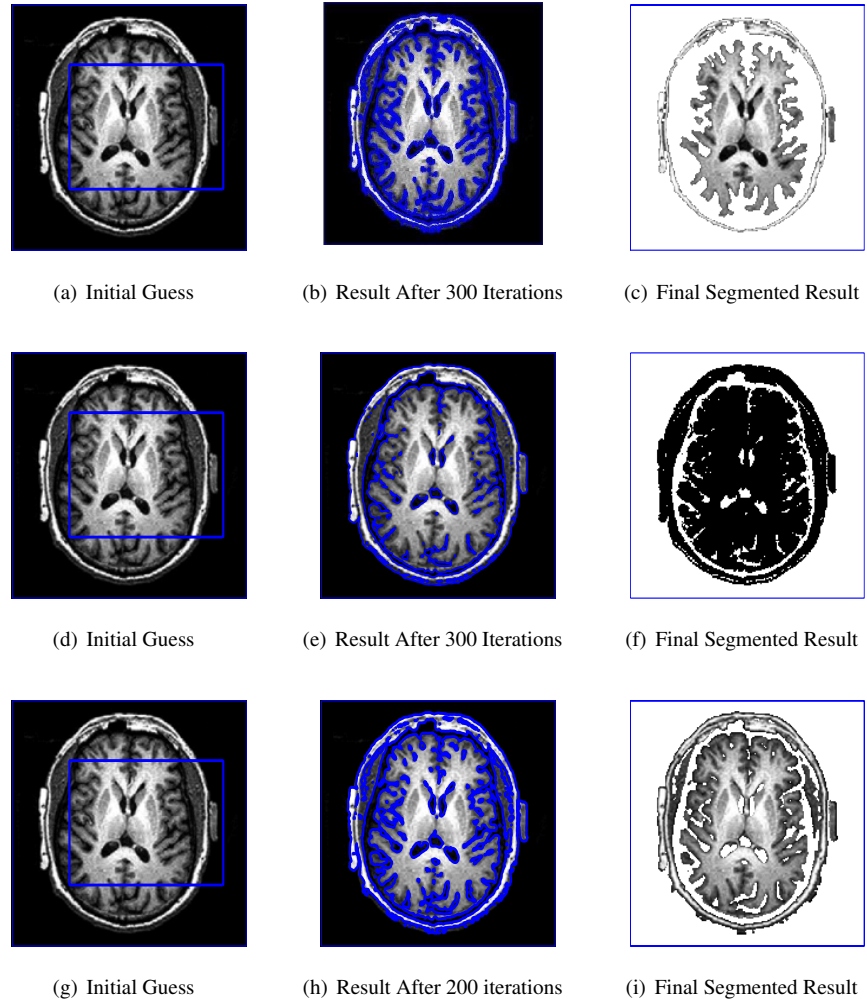 (a) Initial Guess
(b) Result After 300 Iterations
(c) Final Segmented Result
(d) Initial Guess
(e) Result After 300 Iterations
(f) Final Segmented Result
(g) Initial Guess
(h) Result After 200 iterations
(i) Final Segmented Result